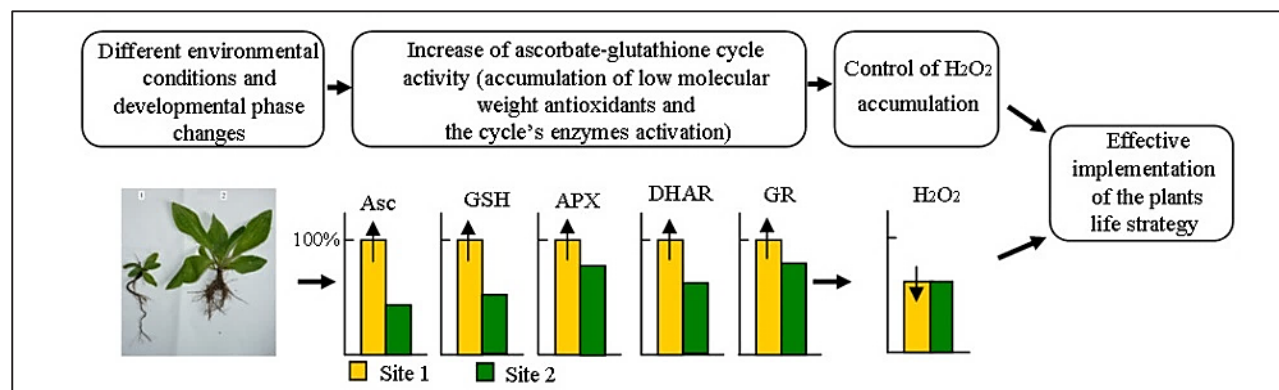 Different environmental
conditions and
developmental phase
changes
Increase of ascorbate-glutathione cycle
activity (accumulation of low molecular
weight antioxidants and
the cycle's enzymes activation)
Control of H₂O₂
accumulation
Effective
implementation
of the plants
life strategy
1
2
Asc
GSH
APX
DHAR
GR
H₂O₂
100%
Site 1
Site 2